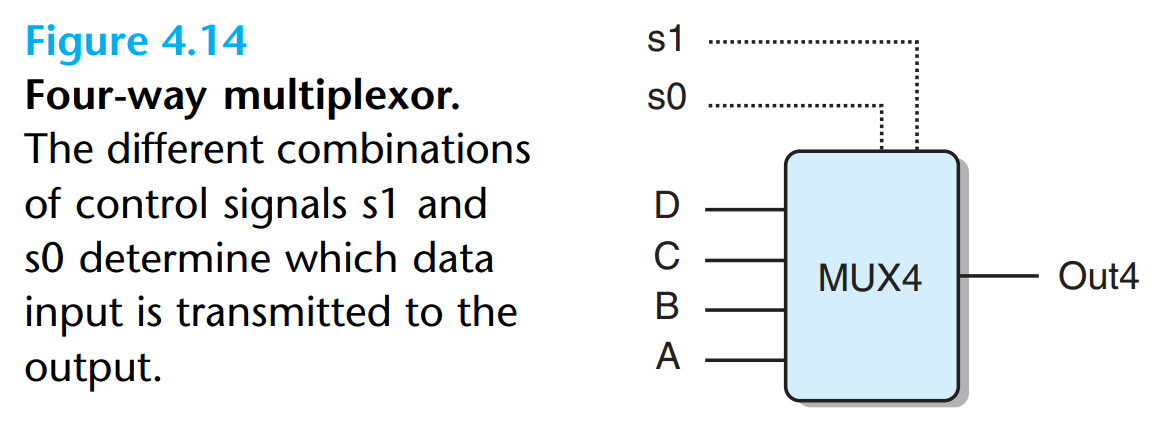 Figure 4.14
Four-way multiplexor.
The different combinations
of control signals s1 and
s0 determine which data
input is transmitted to the
output.
s1
s0
D
C
B
A
MUX4
Out4